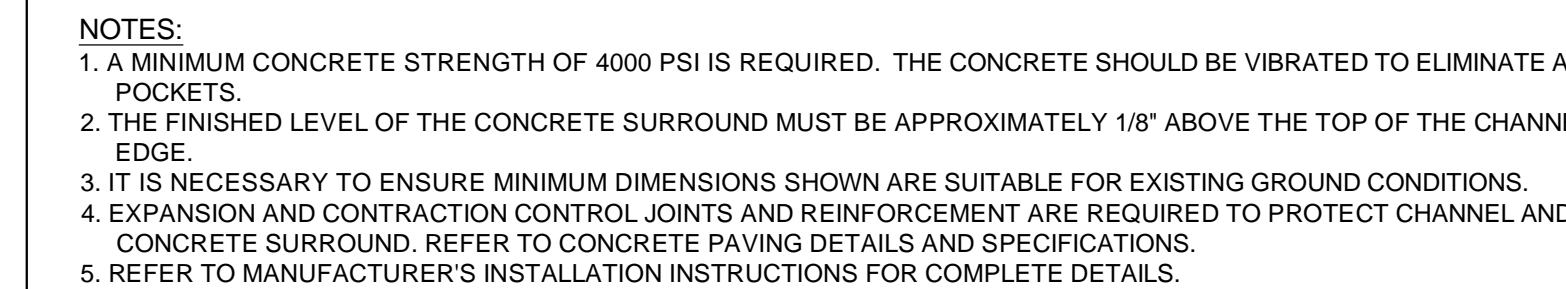 NOTES:
1. A MINIMUM CONCRETE STRENGTH OF 4000 PSI IS REQUIRED. THE CONCRETE SHOULD BE VIBRATED TO ELIMINATE
POCKETS.
2. THE FINISHED LEVEL OF THE CONCRETE SURROUND MUST BE APPROXIMATELY 1/8" ABOVE THE TOP OF THE
EDGE.
3. IT IS NECESSARY TO ENSURE MINIMUM DIMENSIONS SHOWN ARE SUITABLE FOR EXISTING GROUND CONDITIONS.
4. EXPANSION AND CONTRACTION CONTROL JOINTS AND REINFORCEMENT ARE REQUIRED TO PROTECT CHANNEL AND
CONCRETE SURROUND. REFER TO CONCRETE PAVING DETAILS AND SPECIFICATIONS.
5. REFER TO MANUFACTURER'S INSTALLATION INSTRUCTIONS FOR COMPLETE DETAILS.